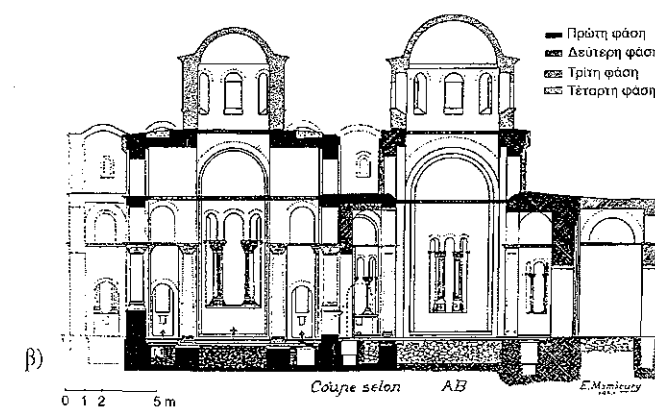 Πρώτη φάση
Δεύτερη φάση
Τρίτη φάση
Τέταρτη φάση
β)
0 1 2 5 m
Coupe selon AB
E. Mamboury